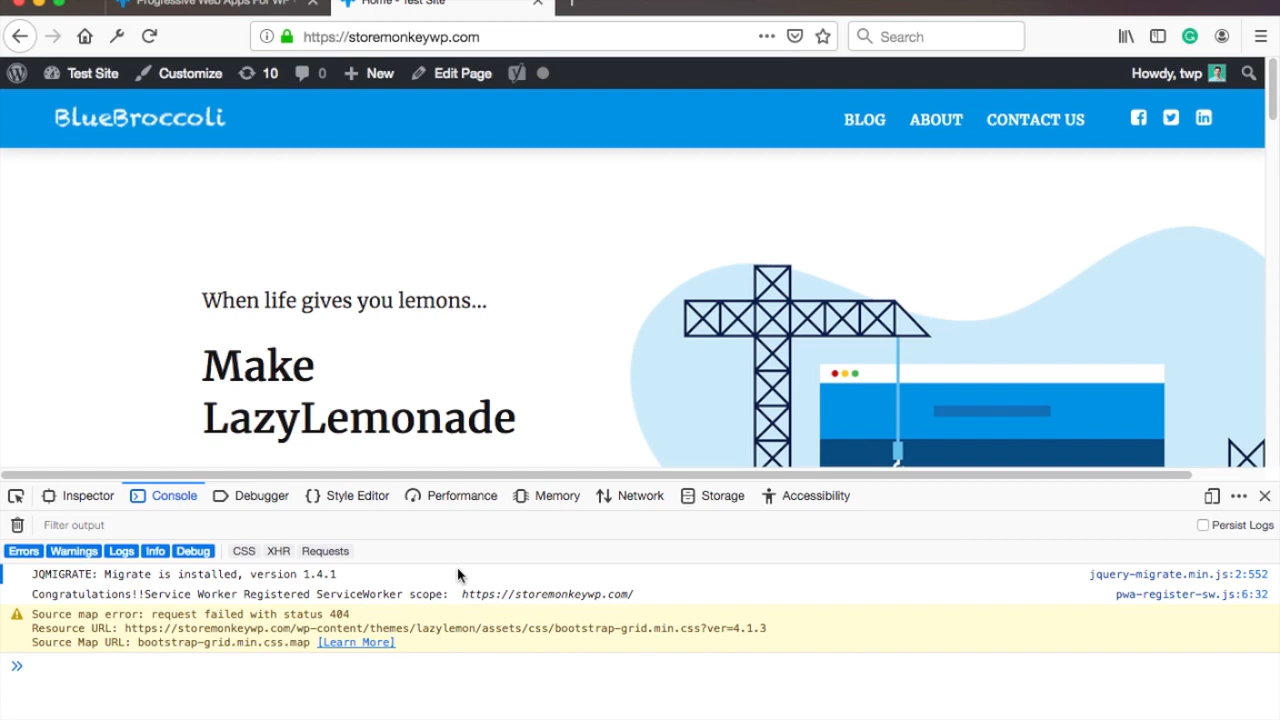 Progressive Web Apps For WP
Home - Test Site
https://storemonkeywp.com
Search
Test Site
Customize
10
0
New
Edit Page
Howdy, twp
BlueBroccoli
BLOG
ABOUT
CONTACT US
When life gives you lemons...
Make
LazyLemonade
Inspector
Console
Debugger
Style Editor
Performance
Memory
Network
Storage
Accessibility
Filter output
Persist Logs
Errors
Warnings
Logs
Info
Debug
CSS
XHR
Requests
JQMIGRATE: Migrate is installed, version 1.4.1
jquery-migrate.min.js:2:552
Congratulations!!Service Worker Registered ServiceWorker scope: https://storemonkeywp.com/
pwa-register-sw.js:6:32
Source map error: request failed with status 404
Resource URL: https://storemonkeywp.com/wp-content/themes/lazylemon/assets/css/bootstrap-grid.min.css?ver=4.1.3
Source Map URL: bootstrap-grid.min.css.map [Learn More]